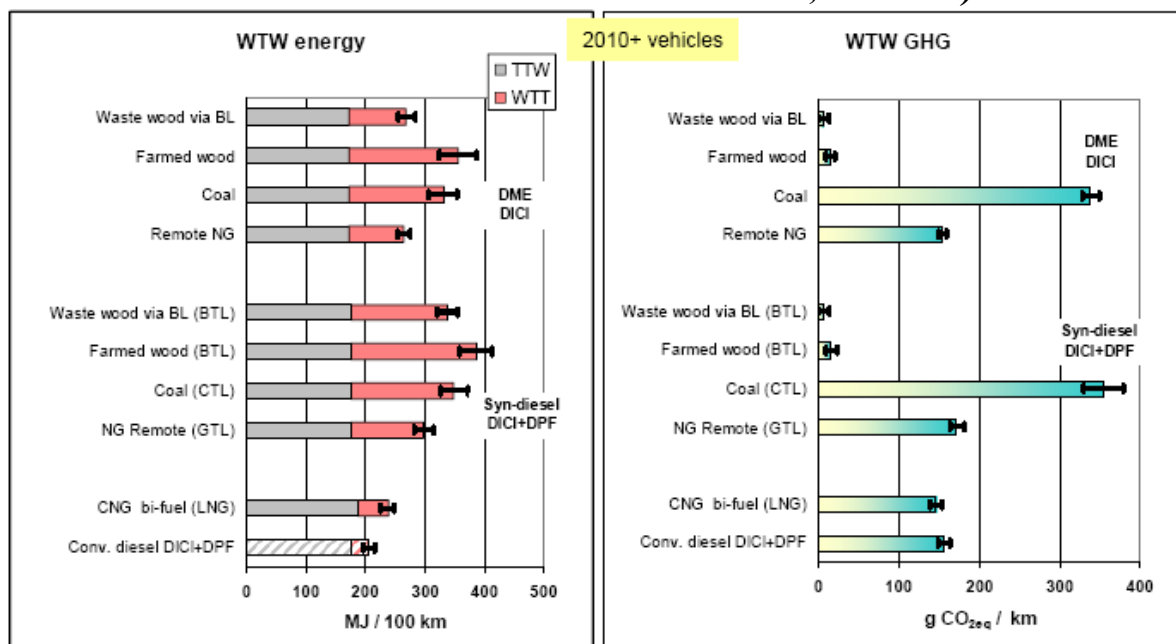 WTW energy
2010+ vehicles
WTW GHG
TTW
WTT
Waste wood via BL
Farmed wood
Coal
Remote NG
DME
DICI
Waste wood via BL (BTL)
Farmed wood (BTL)
Coal (CTL)
NG Remote (GTL)
Syn-diesel
DICI+DPF
CNG bi-fuel (LNG)
Conv. diesel DICI+DPF
0 100 200 300 400 500
MJ / 100 km
Waste wood via BL
Farmed wood
Coal
Remote NG
DME
DICI
Waste wood via BL (BTL)
Farmed wood (BTL)
Coal (CTL)
NG Remote (GTL)
Syn-diesel
DICI+DPF
CNG bi-fuel (LNG)
Conv. diesel DICI+DPF
0 100 200 300 400
g CO2eq / km